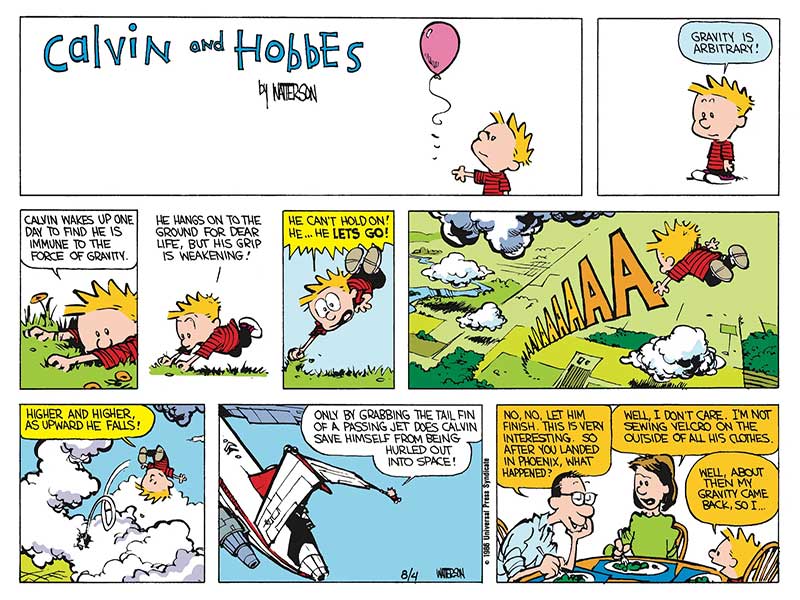 Calvin and Hobbes
by WATTERSON
GRAVITY IS
ARBITRARY!
CALVIN WAKES UP ONE
DAY TO FIND HE IS
IMMUNE TO THE
FORCE OF GRAVITY.
HE HANGS ON TO THE
GROUND FOR DEAR
LIFE, BUT HIS GRIP
IS WEAKENING!
HE CAN'T HOLD ON!
HE... HE LETS GO!
AAAAAAAAA
HIGHER AND HIGHER,
AS UPWARD HE FALLS!
ONLY BY GRABBING THE TAIL FIN
OF A PASSING JET DOES CALVIN
SAVE HIMSELF FROM BEING
HURLED OUT
INTO SPACE!
8/4 WATTERSON
© 1986 Universal Press Syndicate
NO, NO, LET HIM
FINISH. THIS IS VERY
INTERESTING. SO
AFTER YOU LANDED
IN PHOENIX, WHAT
HAPPENED?
WELL, I DON'T CARE. I'M NOT
SEWING VELCRO ON THE
OUTSIDE OF ALL HIS CLOTHES.
WELL, ABOUT
THEN MY
GRAVITY CAME
BACK, SO I...